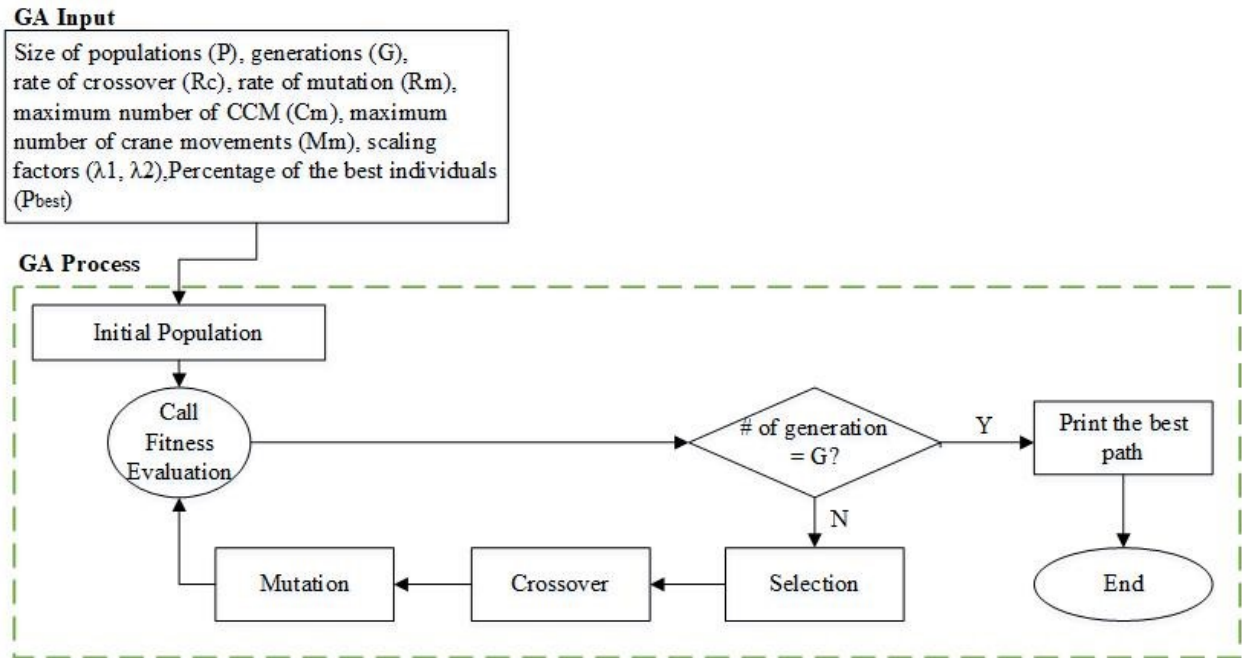 GA Input
Size of populations (P), generations (G),
rate of crossover (Rc), rate of mutation (Rm),
maximum number of CCM (Cm), maximum
number of crane movements (Mm), scaling
factors (λ1, λ2),Percentage of the best individuals
(Pbest)
GA Process
Initial Population
Call
Fitness
Evaluation
# of generation
= G?
Y
Print the best
path
N
Mutation
Crossover
Selection
End